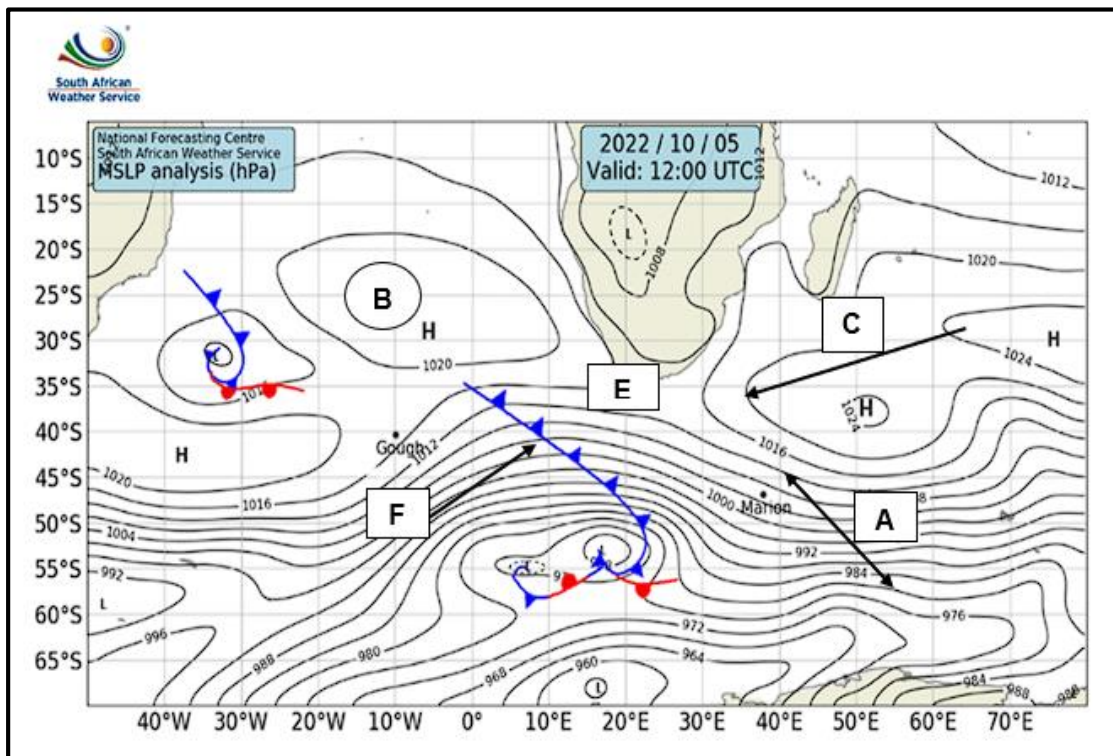 South African
Weather Service
National Forecasting Centre
South African Weather Service
MSLP analysis (hPa)
2022 / 10 / 05
Valid: 12:00 UTC
1012
1012
10°S
15°S
20°S
L
1008
1020
25°S
B
C
30°S
H
H
L
1020
1024
35°S
E
H
1024
40°S
Gough
1012
H
1016
45°S
1020
1016
F
1000
Marion
A
50°S
1004
992
55°S
L
L
984
992
60°S
L
976
996
972
65°S
988
980
968
960
964
984
988
L
40°W 30°W 20°W 10°W 0° 10°E 20°E 30°E 40°E 50°E 60°E 70°E